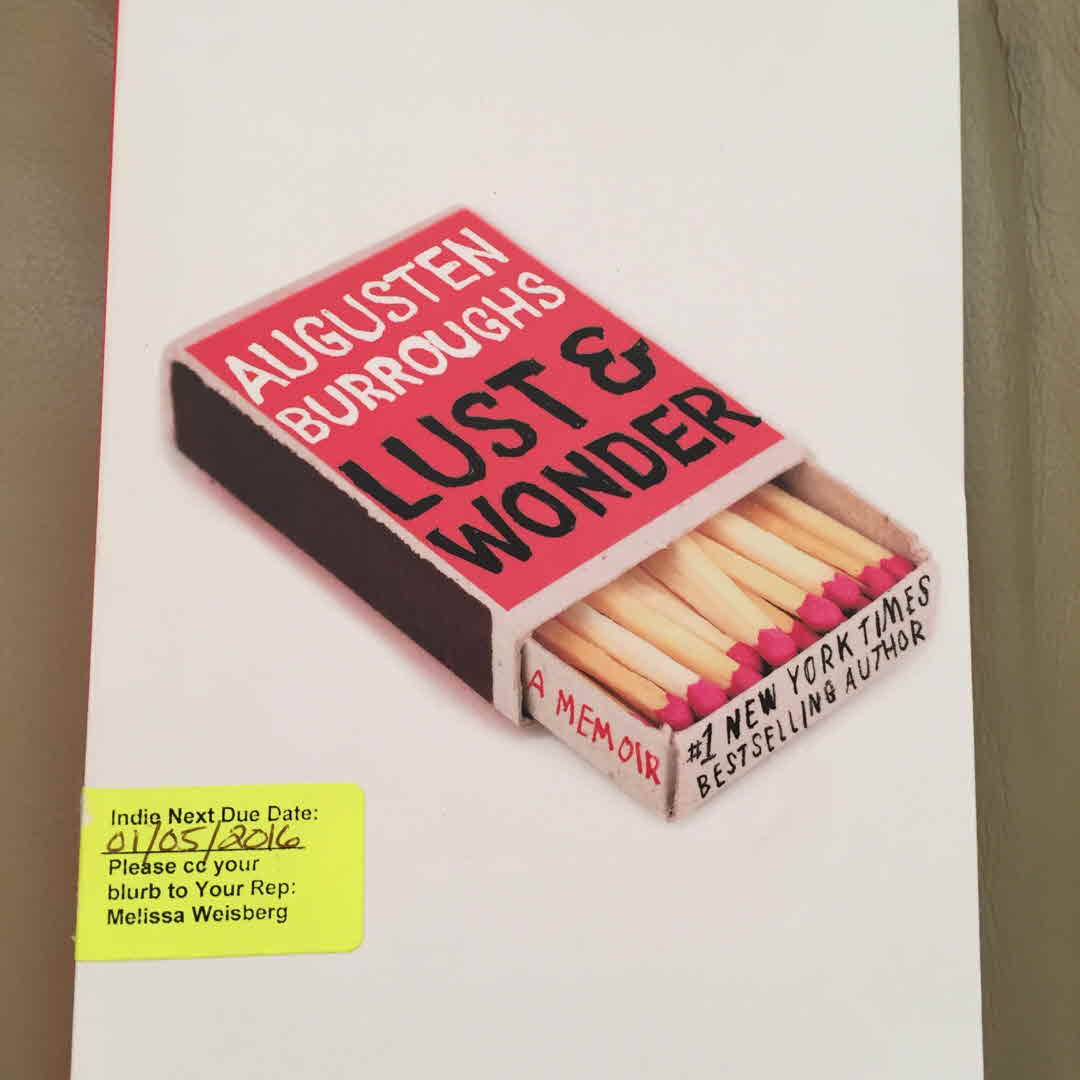 AUGUSTEN
BURROUGHS
LUST &
WONDER
A MEMOIR
#1 NEW YORK TIMES
BESTSELLING AUTHOR
Indie Next Due Date:
01/05/2016
Please cc your
blurb to Your Rep:
Melissa Weisberg